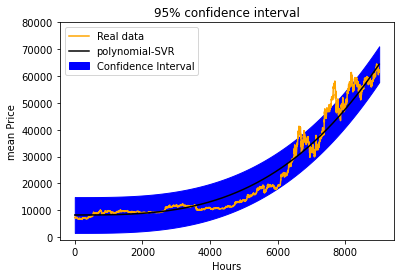 95% confidence interval
80000
70000
60000
50000
40000
30000
20000
10000
0
mean Price
Real data
polynomial-SVR
Confidence Interval
0
2000
4000
6000
8000
Hours